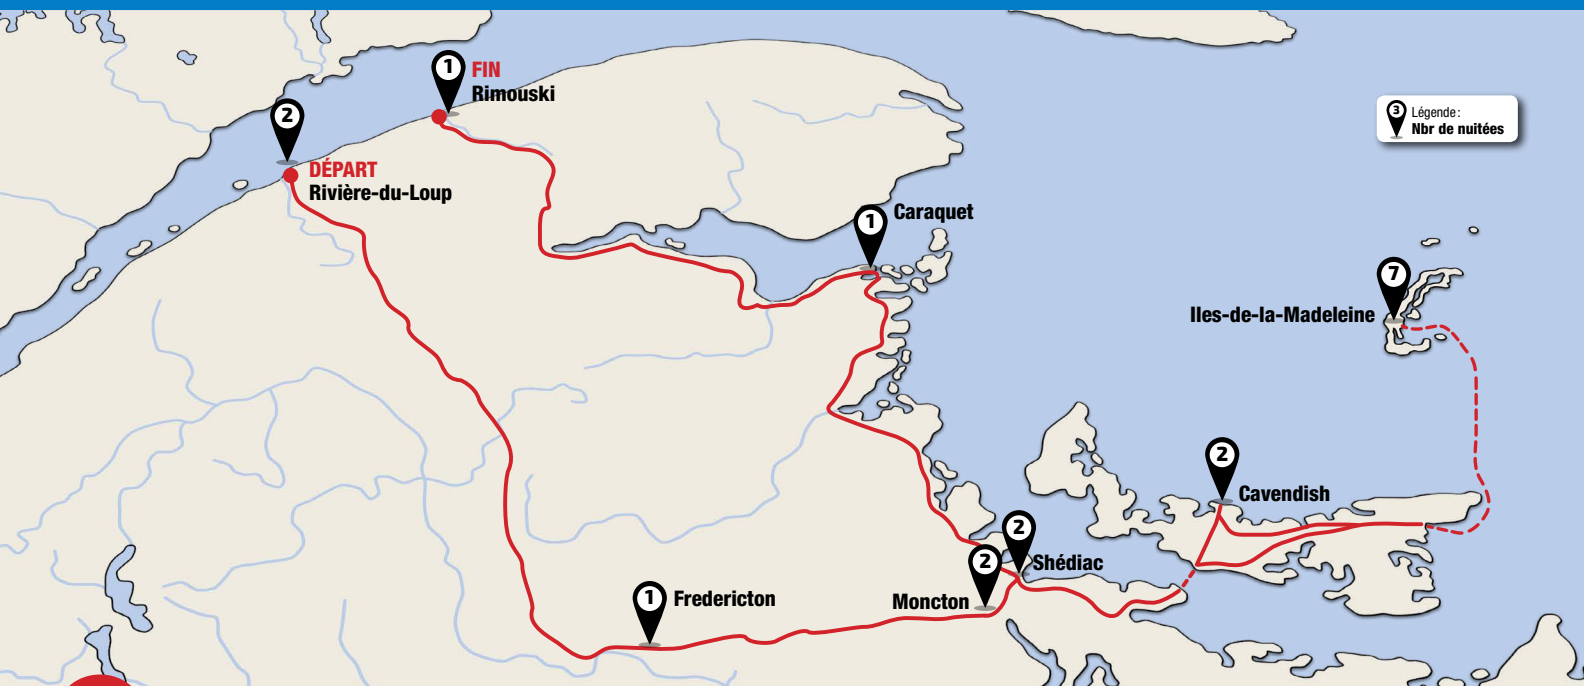 1
FIN
Rimouski
2
DÉPART
Rivière-du-Loup
3
Légende :
Nbr de nuitées
1
Caraquet
7
Iles-de-la-Madeleine
2
Cavendish
2
Shédiac
2
Moncton
1
Fredericton